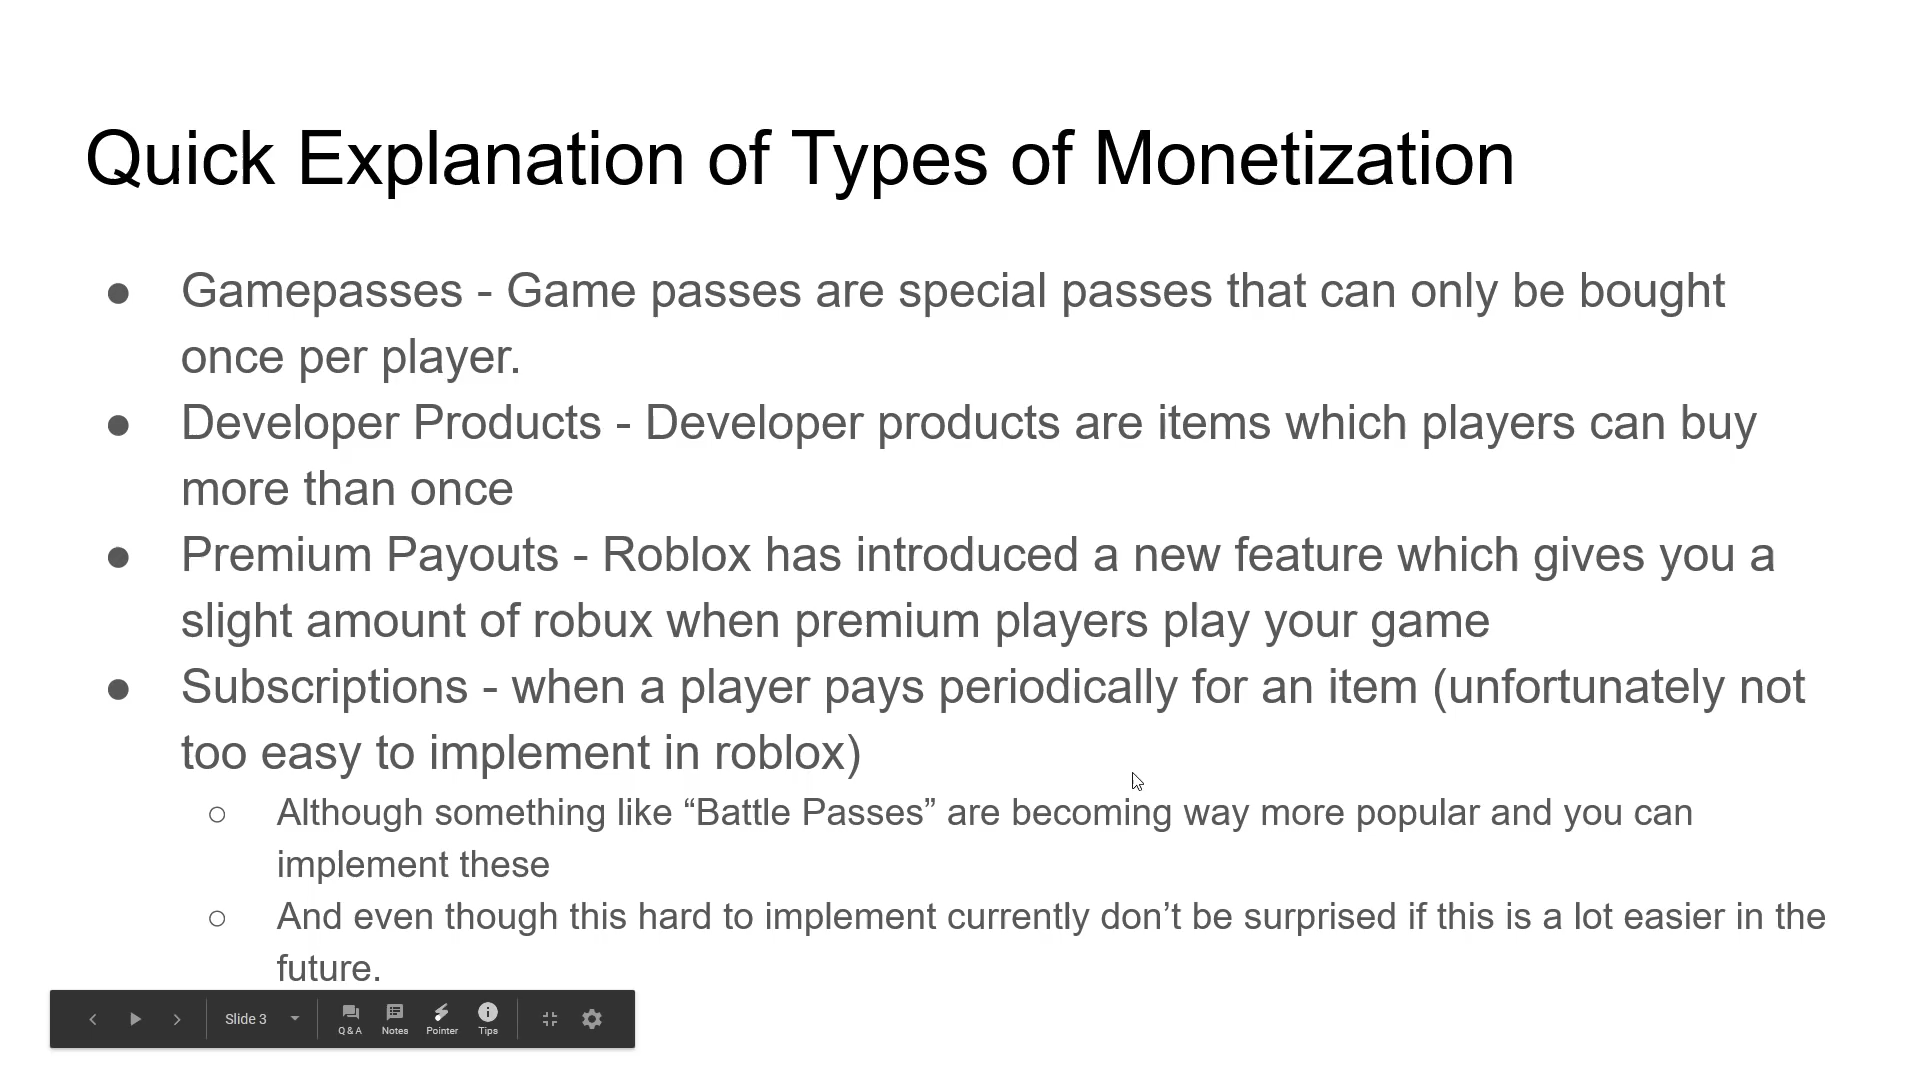 Quick Explanation of Types of Monetization
● Gamepasses - Game passes are special passes that can only be bought
once per player.
● Developer Products - Developer products are items which players can buy
more than once
● Premium Payouts - Roblox has introduced a new feature which gives you a
slight amount of robux when premium players play your game
● Subscriptions - when a player pays periodically for an item (unfortunately not
too easy to implement in roblox)
○ Although something like “Battle Passes” are becoming way more popular and you can
implement these
○ And even though this hard to implement currently don’t be surprised if this is a lot easier in the
future.
Slide 3 Q & A Notes Pointer Tips